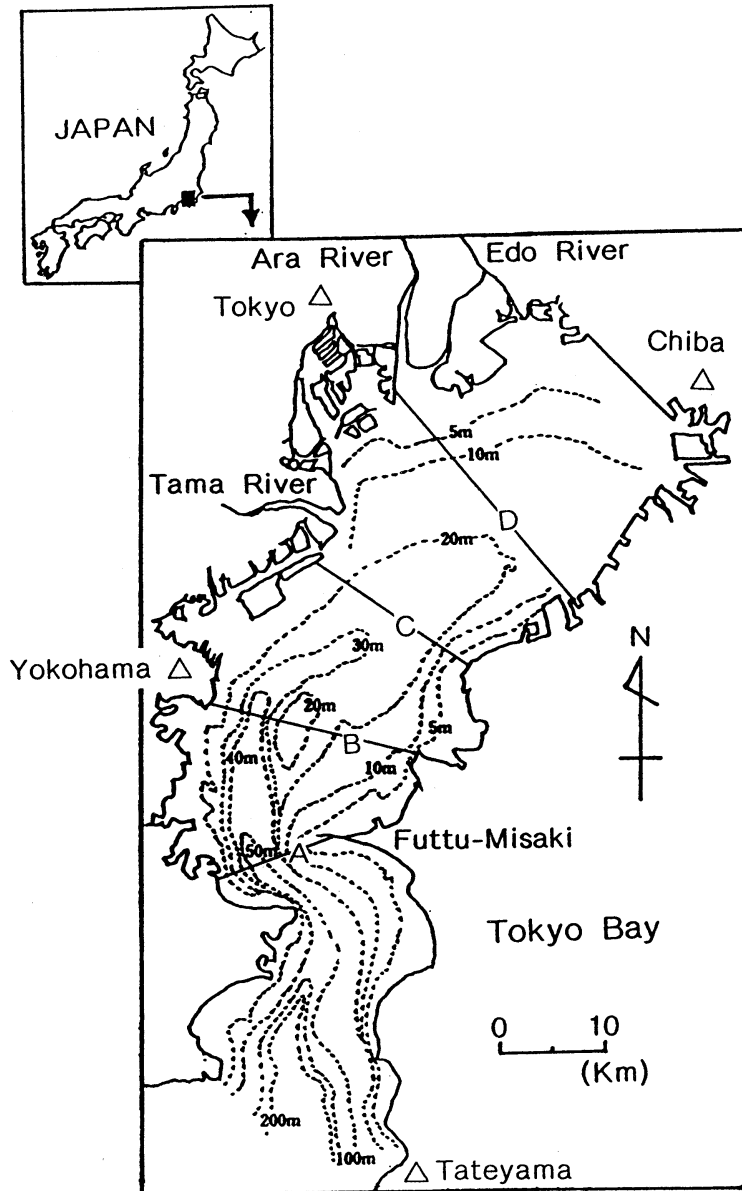 JAPAN
Ara River
Edo River
Tokyo
Chiba
5m
10m
Tama River
D
20m
C
N
30m
Yokohama
20m
5m
B
40m
10m
Futtu-Misaki
50m
A
Tokyo Bay
0 10
(Km)
200m
100m
Tateyama